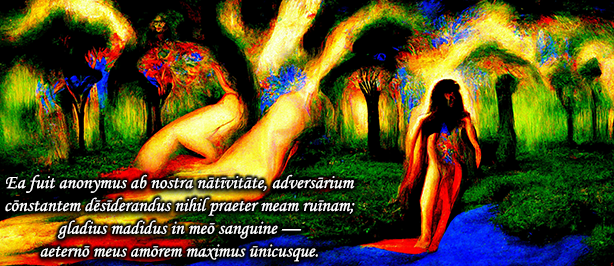 Ea fuit anonymus ab nostra nātīvitāte, adversārium
cōnstantem dēsīderandus nihil praeter meam ruīnam;
gladius madidus in meō sanguine —
aeterniō meus amōrem maximus ūnicusque.